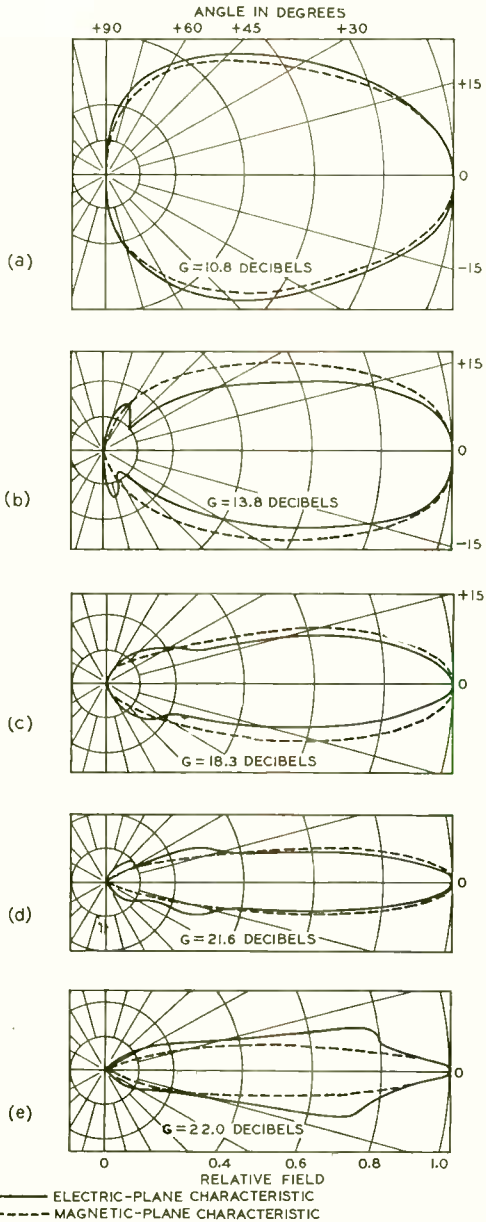 ANGLE IN DEGREES
+90 +60 +45 +30
+15
0
-15
(a)
G=10.8 DECIBELS
+15
0
-15
(b)
G=13.8 DECIBELS
+15
0
(c)
G=18.3 DECIBELS
0
(d)
G=21.6 DECIBELS
0
(e)
G=22.0 DECIBELS
0 0.4 0.6 0.8 1.0
RELATIVE FIELD
ELECTRIC-PLANE CHARACTERISTIC
MAGNETIC-PLANE CHARACTERISTIC